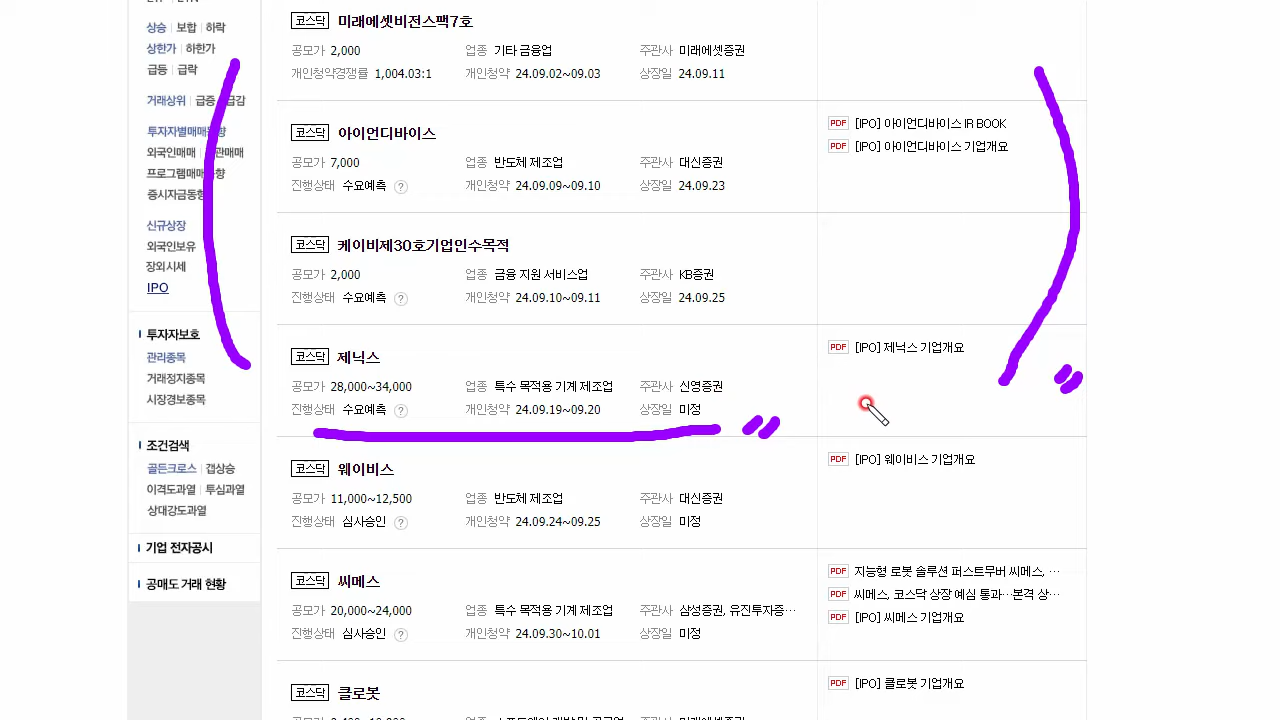 상승 보합 하락
상한가 하한가
급등 급락
거래상위 급증 급감
투자자별매매동향
외국인매매 기관매매
프로그램매매동향
증시자금동향
신규상장
외국인보유
장외시세
IPO
투자자보호
관리종목
거래정지종목
시장경보종목
조건검색
골든크로스 갭상승
이격도과열 투심과열
상대강도과열
기업 전자공시
공매도 거래 현황
코스닥 미래에셋비전스팩7호
공모가 2,000 업종 기타 금융업 주관사 미래에셋증권
개인청약경쟁률 1,004.03:1 개인청약 24.09.02~09.03 상장일 24.09.11
코스닥 아이언디바이스
공모가 7,000 업종 반도체 제조업 주관사 대신증권
진행상태 수요예측 ? 개인청약 24.09.09~09.10 상장일 24.09.23
PDF [IPO] 아이언디바이스 IR BOOK
PDF [IPO] 아이언디바이스 기업개요
코스닥 케이비제30호기업인수목적
공모가 2,000 업종 금융 지원 서비스업 주관사 KB증권
진행상태 수요예측 ? 개인청약 24.09.10~09.11 상장일 24.09.25
코스닥 제닉스
공모가 28,000~34,000 업종 특수 목적용 기계 제조업 주관사 신영증권
진행상태 수요예측 ? 개인청약 24.09.19~09.20 상장일 미정
PDF [IPO] 제닉스 기업개요
코스닥 웨이비스
공모가 11,000~12,500 업종 반도체 제조업 주관사 대신증권
진행상태 심사승인 ? 개인청약 24.09.24~09.25 상장일 미정
PDF [IPO] 웨이비스 기업개요
코스닥 씨메스
공모가 20,000~24,000 업종 특수 목적용 기계 제조업 주관사 삼성증권, 유진투자증…
진행상태 심사승인 ? 개인청약 24.09.30~10.01 상장일 미정
PDF 지능형 로봇 솔루션 퍼스트무버 씨메스, …
PDF 씨메스, 코스닥 상장 예심 통과…본격 상…
PDF [IPO] 씨메스 기업개요
코스닥 클로봇
PDF [IPO] 클로봇 기업개요